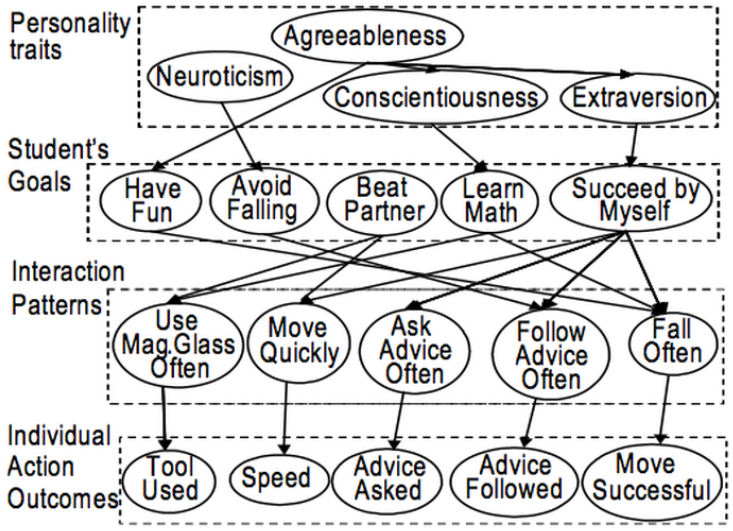 Personality
traits
Agreeableness
Neuroticism
Conscientiousness
Extraversion
Student's
Goals
Have
Fun
Avoid
Falling
Beat
Partner
Learn
Math
Succeed by
Myself
Interaction
Patterns
Use
Mag.Glass
Often
Move
Quickly
Ask
Advice
Often
Follow
Advice
Often
Fall
Often
Individual
Action
Outcomes
Tool
Used
Speed
Advice
Asked
Advice
Followed
Move
Successful